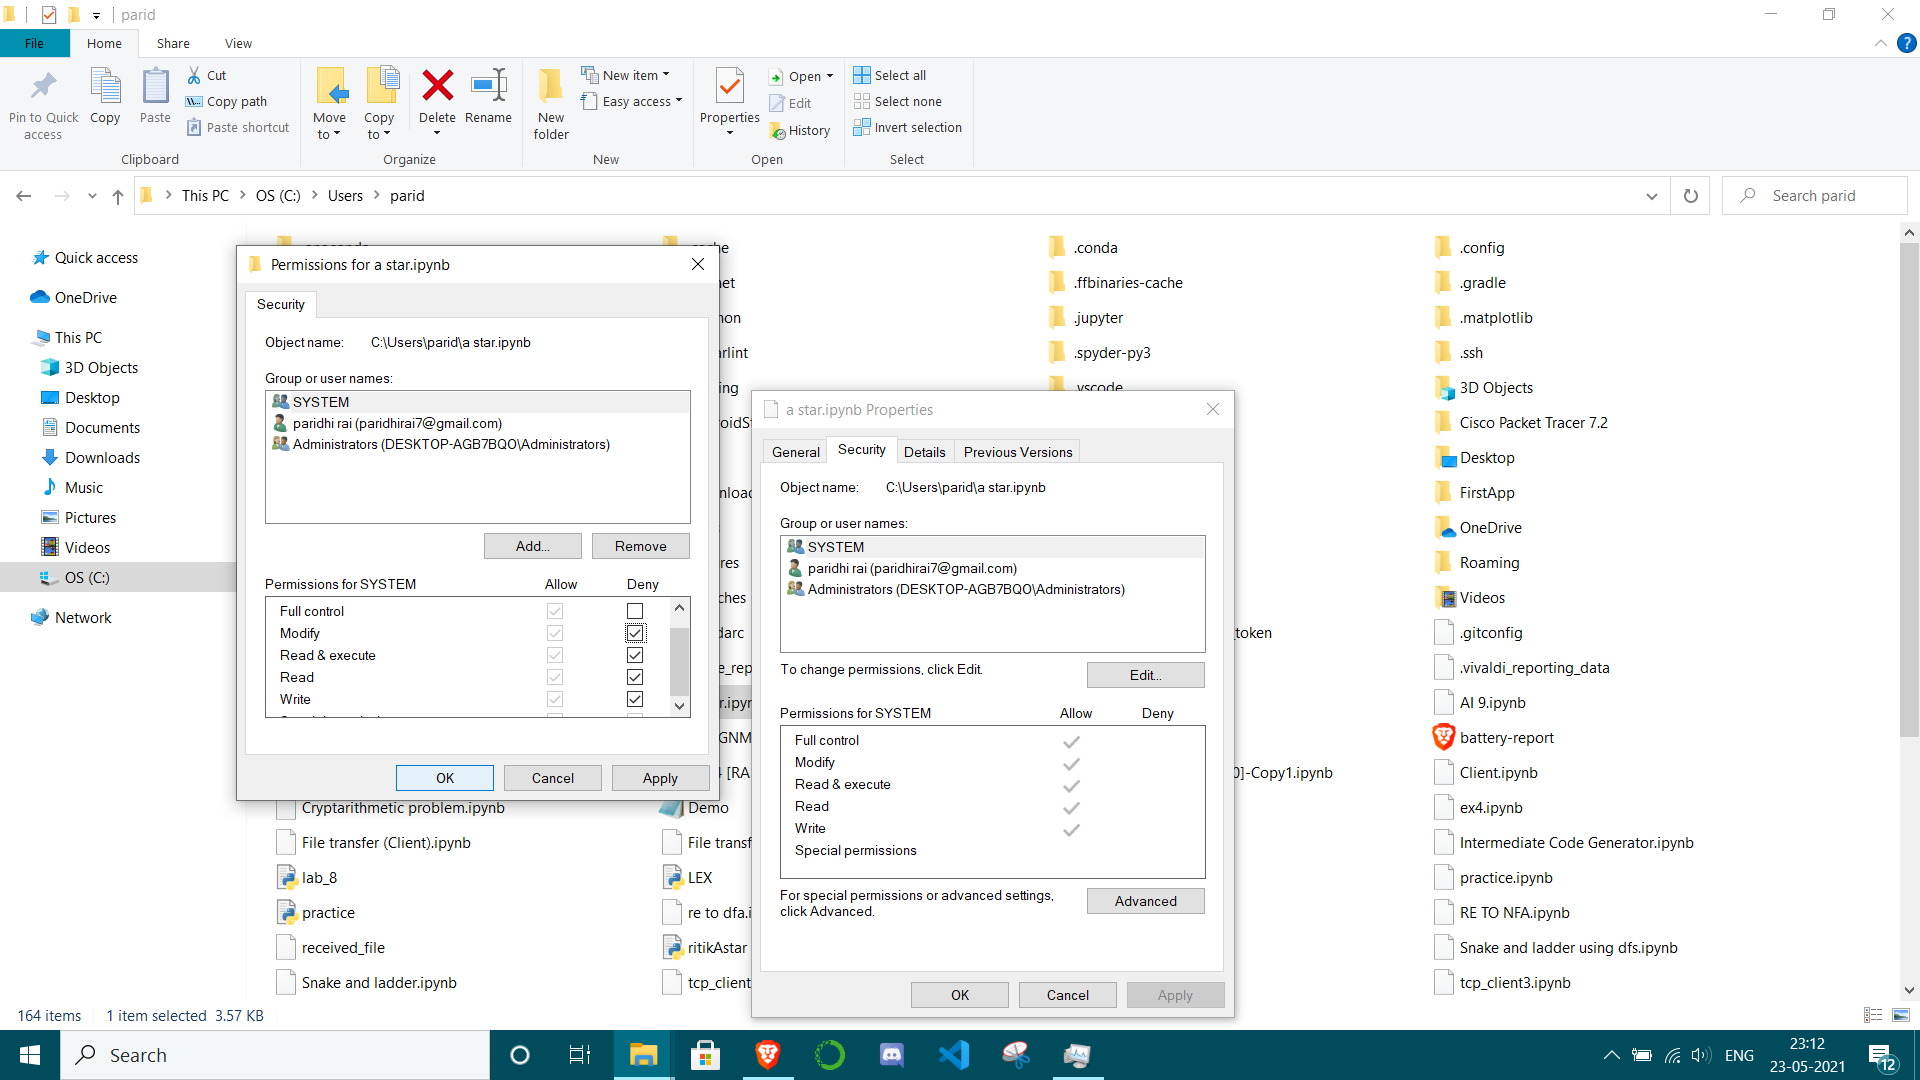 parid
File
Home
Share
View
Pin to Quick access
Copy
Paste
Cut
Copy path
Paste shortcut
Clipboard
Move to
Copy to
Delete
Rename
Organize
New folder
New item
Easy access
New
Properties
Open
Edit
History
Open
Select all
Select none
Invert selection
Select
This PC > OS (C:) > Users > parid
Search parid
Quick access
OneDrive
This PC
3D Objects
Desktop
Documents
Downloads
Music
Pictures
Videos
OS (C:)
Network
.conda
.config
.ffbinaries-cache
.gradle
.jupyter
.matplotlib
.spyder-py3
.ssh
.vscode
3D Objects
Cisco Packet Tracer 7.2
Desktop
FirstApp
OneDrive
Roaming
Videos
token
.gitconfig
.vivaldi_reporting_data
AI 9.ipynb
battery-report
0]-Copy1.ipynb
Client.ipynb
Cryptarithmetic problem.ipynb
Demo
ex4.ipynb
File transfer (Client).ipynb
File transf
Intermediate Code Generator.ipynb
lab_8
LEX
practice.ipynb
practice
re to dfa.i
RE TO NFA.ipynb
received_file
ritikAstar
Snake and ladder using dfs.ipynb
Snake and ladder.ipynb
tcp_client
tcp_client3.ipynb
Permissions for a star.ipynb
Security
Object name: C:\Users\parid\a star.ipynb
Group or user names:
SYSTEM
paridhi rai (paridhirai7@gmail.com)
Administrators (DESKTOP-AGB7BQO\Administrators)
Add...
Remove
Permissions for SYSTEM Allow Deny
Full control
Modify
Read & execute
Read
Write
OK
Cancel
Apply
a star.ipynb Properties
General
Security
Details
Previous Versions
Object name: C:\Users\parid\a star.ipynb
Group or user names:
SYSTEM
paridhi rai (paridhirai7@gmail.com)
Administrators (DESKTOP-AGB7BQO\Administrators)
To change permissions, click Edit.
Edit...
Permissions for SYSTEM Allow Deny
Full control
Modify
Read & execute
Read
Write
Special permissions
For special permissions or advanced settings,
click Advanced.
Advanced
OK
Cancel
Apply
164 items
1 item selected 3.57 KB
Search
ENG
23:12
23-05-2021
12